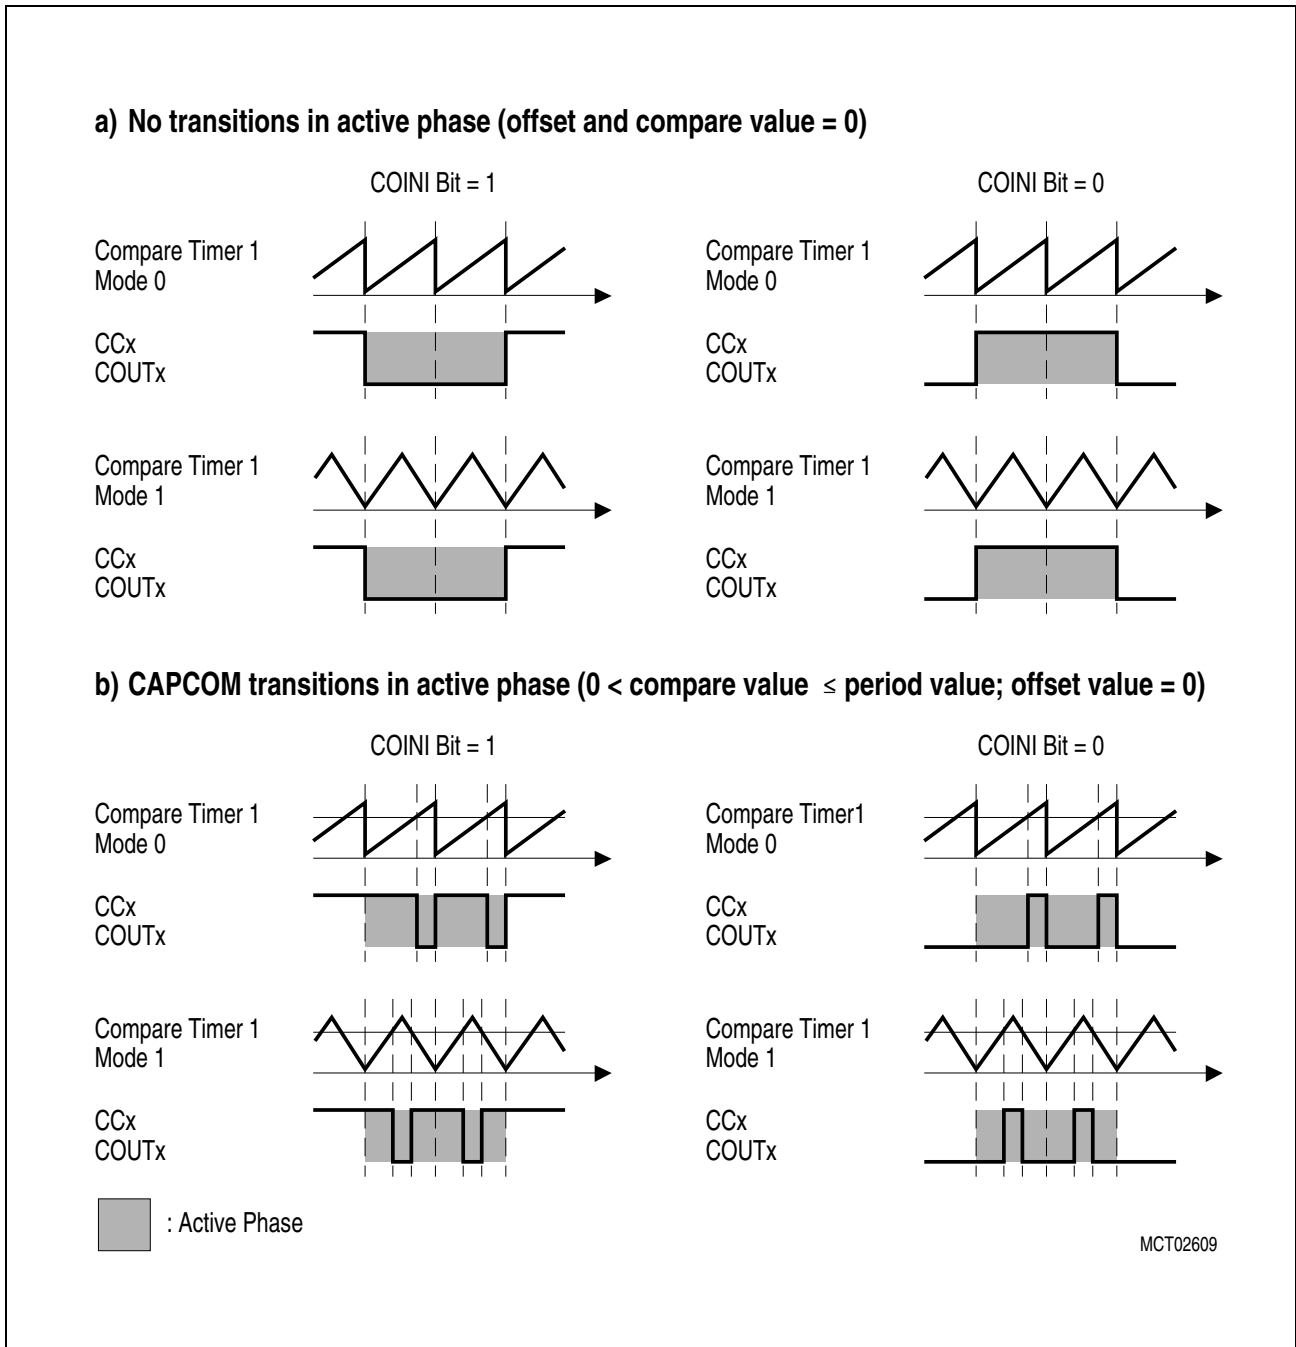 a) No transitions in active phase (offset and compare value = 0)
COINI Bit = 1
COINI Bit = 0
Compare Timer 1
Mode 0
Compare Timer 1
Mode 0
CCx
COUTx
CCx
COUTx
Compare Timer 1
Mode 1
Compare Timer 1
Mode 1
CCx
COUTx
CCx
COUTx
b) CAPCOM transitions in active phase (0 < compare value ≤ period value; offset value = 0)
COINI Bit = 1
COINI Bit = 0
Compare Timer 1
Mode 0
Compare Timer1
Mode 0
CCx
COUTx
CCx
COUTx
Compare Timer 1
Mode 1
Compare Timer 1
Mode 1
CCx
COUTx
CCx
COUTx
: Active Phase
MCT02609